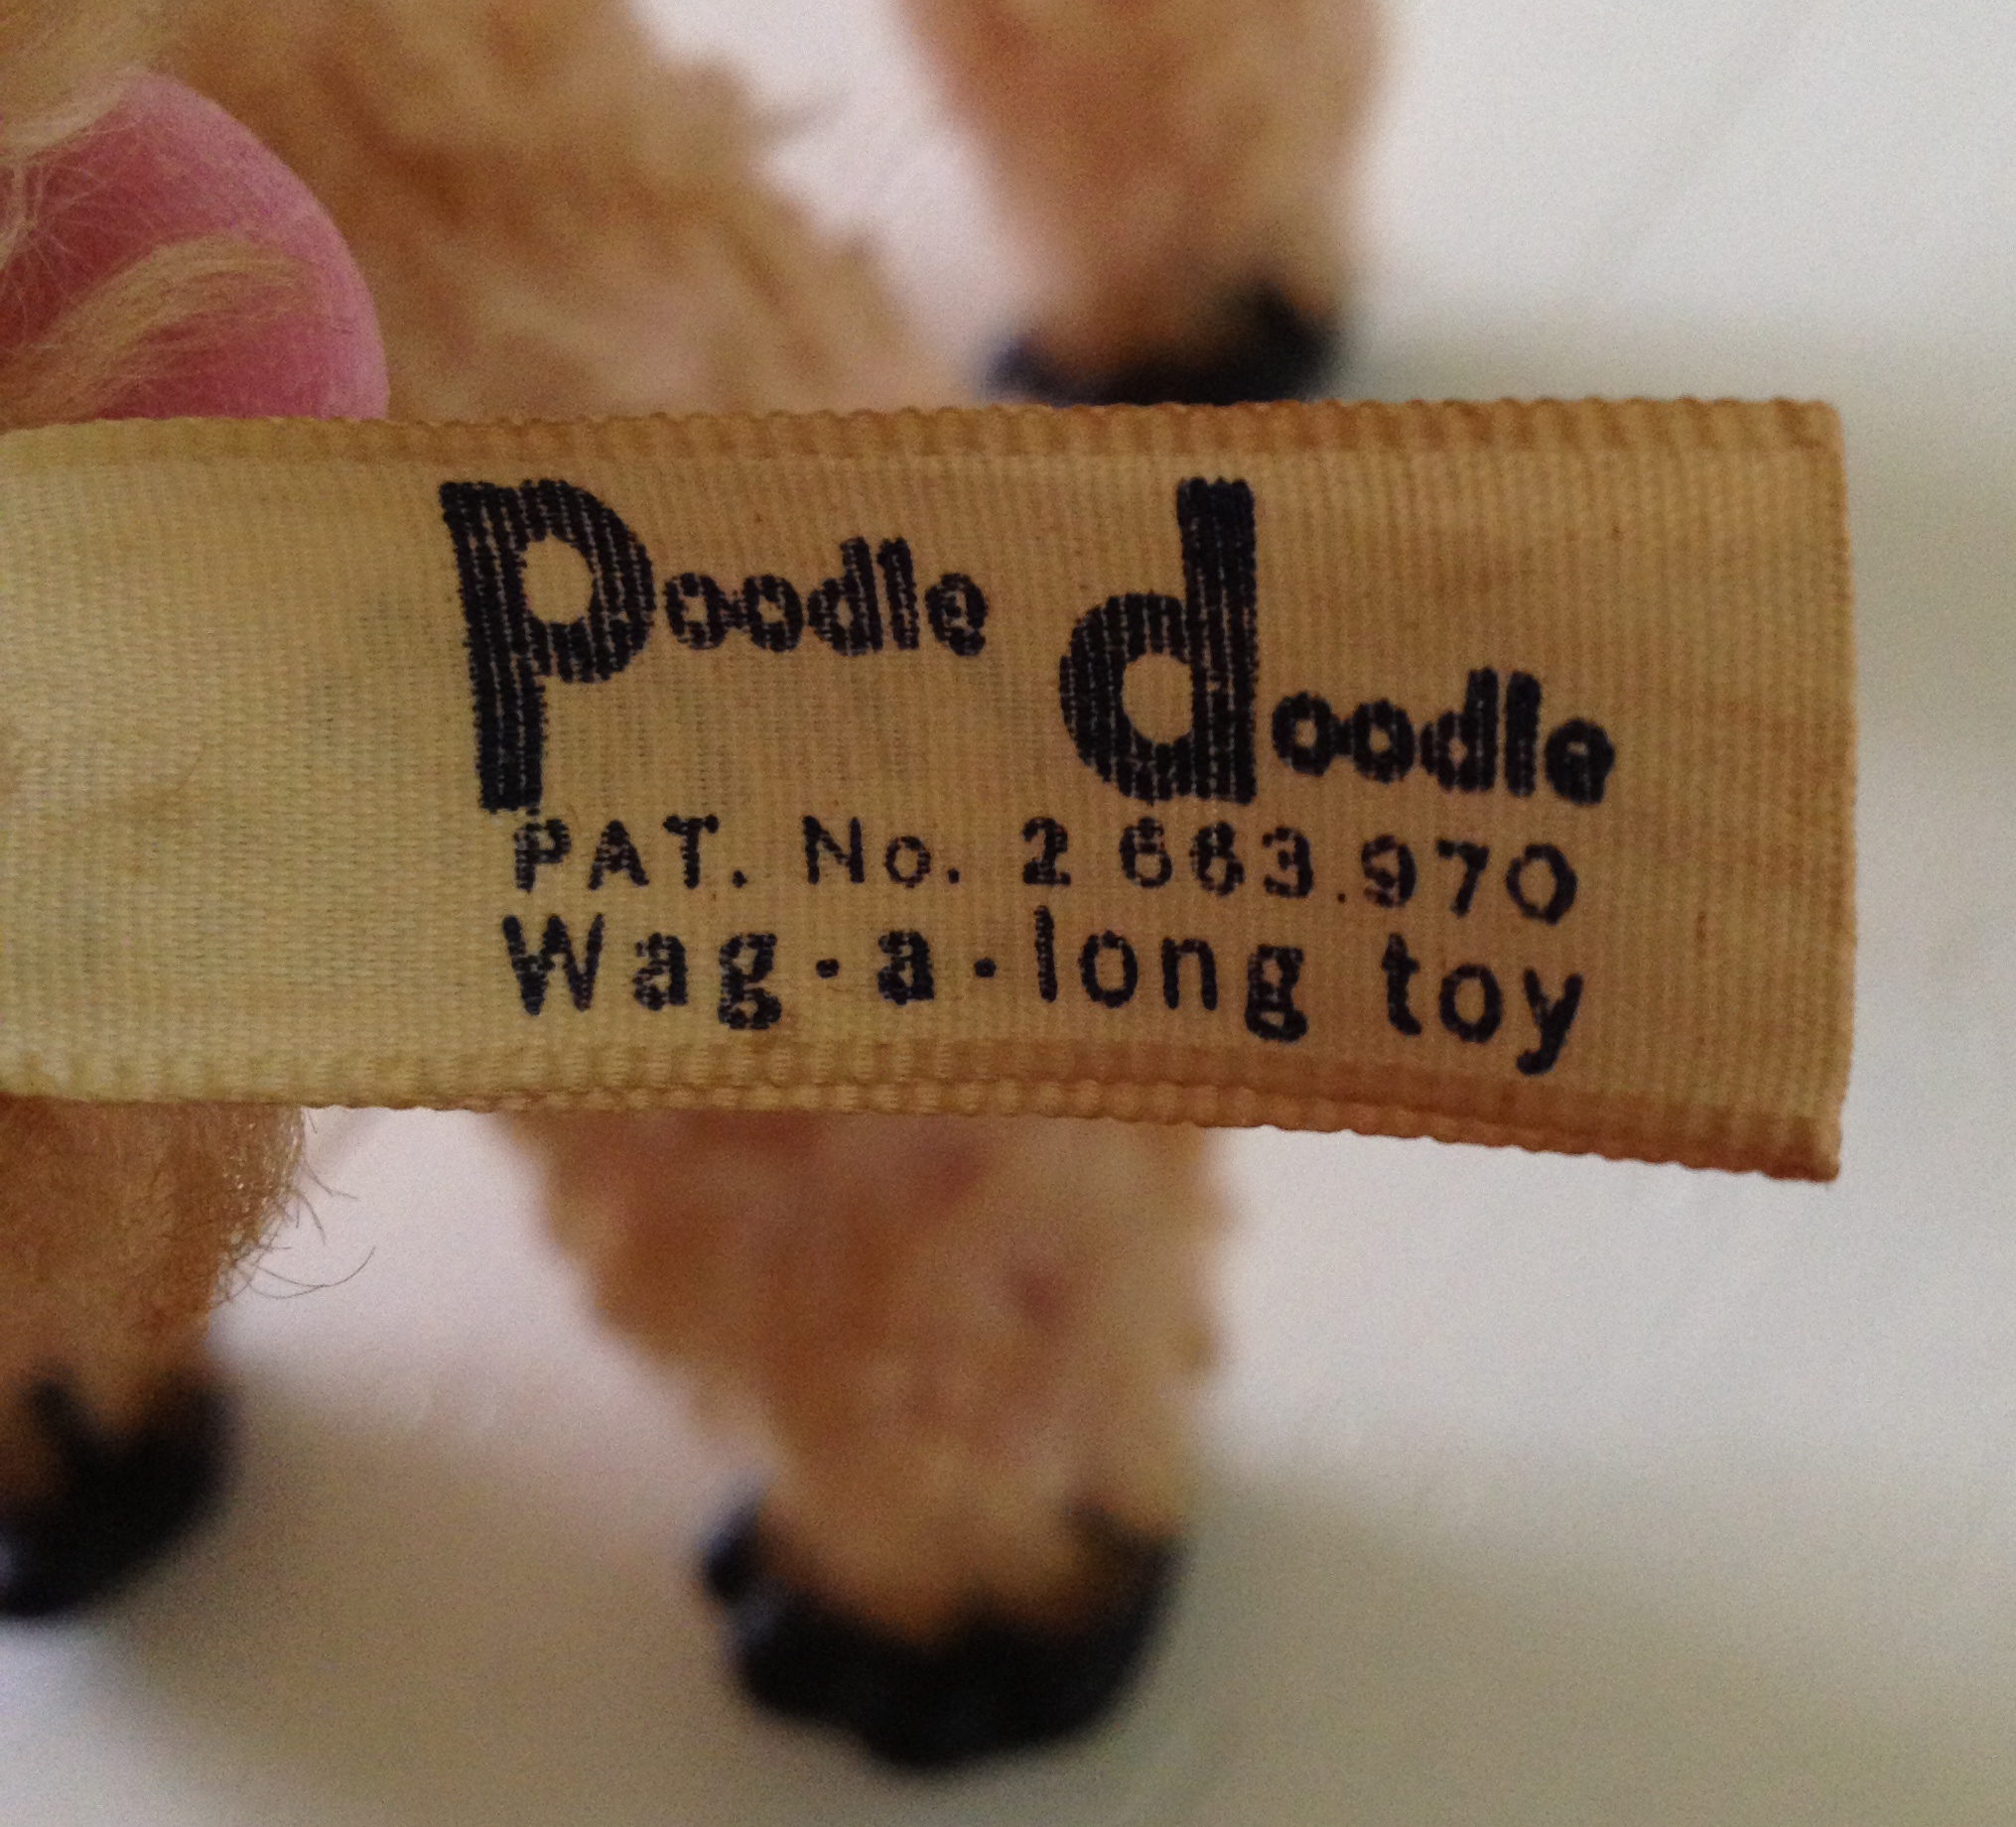 Poodle doodle
PAT. No. 2 663.970
Wag-a-long toy